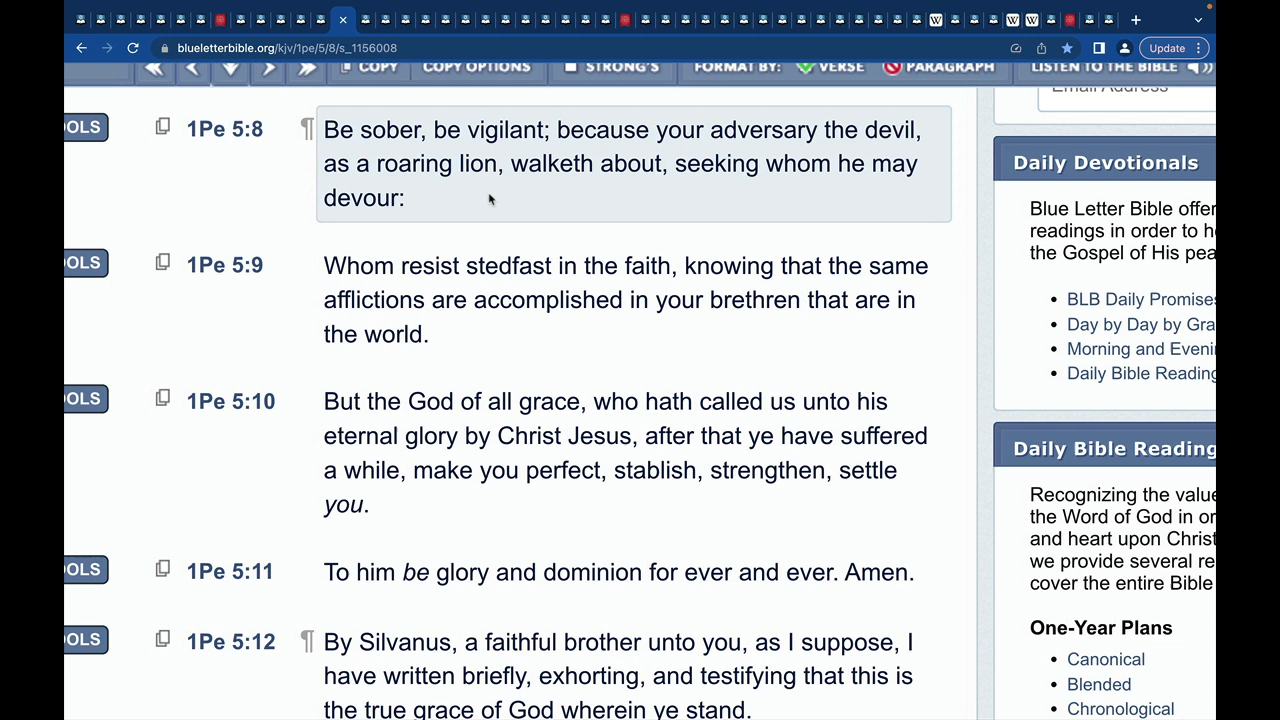 blueletterbible.org/kjv/1pe/5/8/s_1156008
Update
COPY COPY OPTIONS STRONG'S FORMAT BY: VERSE PARAGRAPH LISTEN TO THE BIBLE
Email Address
OLS 1Pe 5:8 ¶ Be sober, be vigilant; because your adversary the devil,
as a roaring lion, walketh about, seeking whom he may
devour:
OLS 1Pe 5:9 Whom resist stedfast in the faith, knowing that the same
afflictions are accomplished in your brethren that are in
the world.
OLS 1Pe 5:10 But the God of all grace, who hath called us unto his
eternal glory by Christ Jesus, after that ye have suffered
a while, make you perfect, stablish, strengthen, settle
you.
OLS 1Pe 5:11 To him be glory and dominion for ever and ever. Amen.
OLS 1Pe 5:12 ¶ By Silvanus, a faithful brother unto you, as I suppose, I
have written briefly, exhorting, and testifying that this is
the true grace of God wherein ye stand.
Daily Devotionals
Blue Letter Bible offer
readings in order to h
the Gospel of His pea
• BLB Daily Promise
• Day by Day by Gra
• Morning and Eveni
• Daily Bible Reading
Daily Bible Reading
Recognizing the value
the Word of God in or
and heart upon Christ
we provide several re
cover the entire Bible
One-Year Plans
• Canonical
• Blended
• Chronological